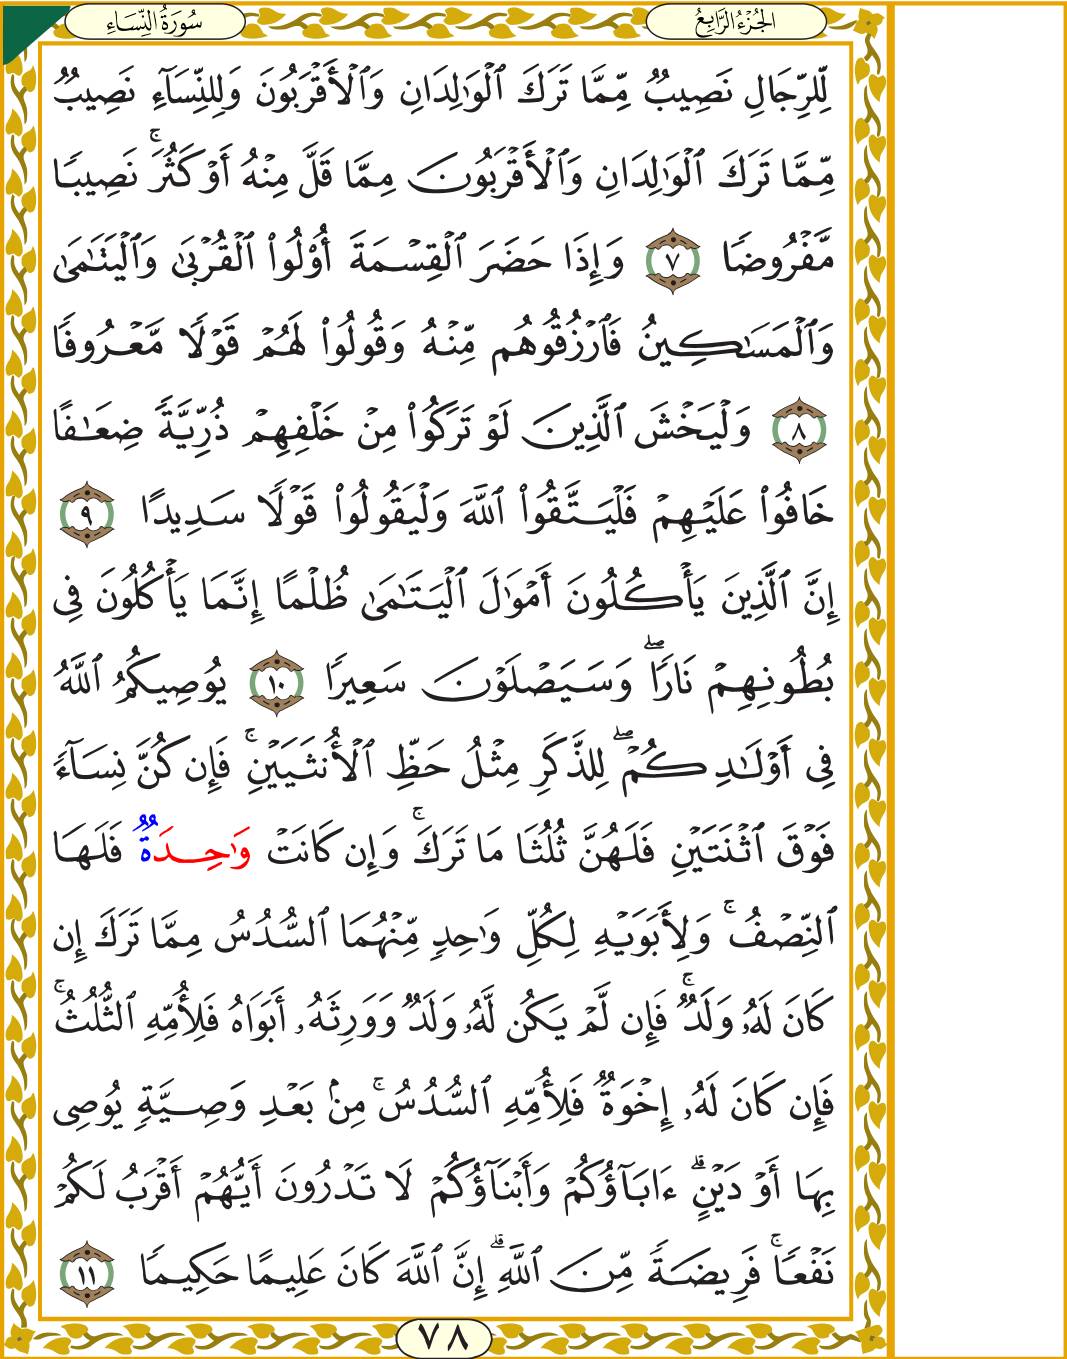 سُورَةُ النِّسَاءِ
الجُزْءُ الرَّابِعُ
لِّلرِّجَالِ نَصِيبٌ مِّمَّا تَرَكَ ٱلْوَٰلِدَانِ وَٱلْأَقْرَبُونَ وَلِلنِّسَآءِ نَصِيبٌ
مِّمَّا تَرَكَ ٱلْوَٰلِدَانِ وَٱلْأَقْرَبُونَ مِمَّا قَلَّ مِنْهُ أَوْ كَثُرَ ۚ نَصِيبًا
مَّفْرُوضًا ٧ وَإِذَا حَضَرَ ٱلْقِسْمَةَ أُو۟لُوا۟ ٱلْقُرْبَىٰ وَٱلْيَتَٰمَىٰ
وَٱلْمَسَٰكِينُ فَٱرْزُقُوهُم مِّنْهُ وَقُولُوا۟ لَهُمْ قَوْلًا مَّعْرُوفًا
٨ وَلْيَخْشَ ٱلَّذِينَ لَوْ تَرَكُوا۟ مِنْ خَلْفِهِمْ ذُرِّيَّةً ضِعَٰفًا
خَافُوا۟ عَلَيْهِمْ فَلْيَتَّقُوا۟ ٱللَّهَ وَلْيَقُولُوا۟ قَوْلًا سَدِيدًا ٩
إِنَّ ٱلَّذِينَ يَأْكُلُونَ أَمْوَٰلَ ٱلْيَتَٰمَىٰ ظُلْمًا إِنَّمَا يَأْكُلُونَ فِى
بُطُونِهِمْ نَارًا ۖ وَسَيَصْلَوْنَ سَعِيرًا ١٠ يُوصِيكُمُ ٱللَّهُ
فِىٓ أَوْلَٰدِكُمْ ۖ لِلذَّكَرِ مِثْلُ حَظِّ ٱلْأُنثَيَيْنِ ۚ فَإِن كُنَّ نِسَآءً
فَوْقَ ٱثْنَتَيْنِ فَلَهُنَّ ثُلُثَا مَا تَرَكَ ۖ وَإِن كَانَتْ وَٰحِدَةٌ فَلَهَا
ٱلنِّصْفُ ۚ وَلِأَبَوَيْهِ لِكُلِّ وَٰحِدٍ مِّنْهُمَا ٱلسُّدُسُ مِمَّا تَرَكَ إِن
كَانَ لَهُۥ وَلَدٌ ۚ فَإِن لَّمْ يَكُن لَّهُۥ وَلَدٌ وَوَرِثَهُۥٓ أَبَوَاهُ فَلِأُمِّهِ ٱلثُّلُثُ ۚ
فَإِن كَانَ لَهُۥٓ إِخْوَةٌ فَلِأُمِّهِ ٱلسُّدُسُ ۚ مِنۢ بَعْدِ وَصِيَّةٍ يُوصِى
بِهَآ أَوْ دَيْنٍ ۗ ءَابَآؤُكُمْ وَأَبْنَآؤُكُمْ لَا تَدْرُونَ أَيُّهُمْ أَقْرَبُ لَكُمْ
نَفْعًا ۚ فَرِيضَةً مِّنَ ٱللَّهِ ۗ إِنَّ ٱللَّهَ كَانَ عَلِيمًا حَكِيمًا ١١
٧٨